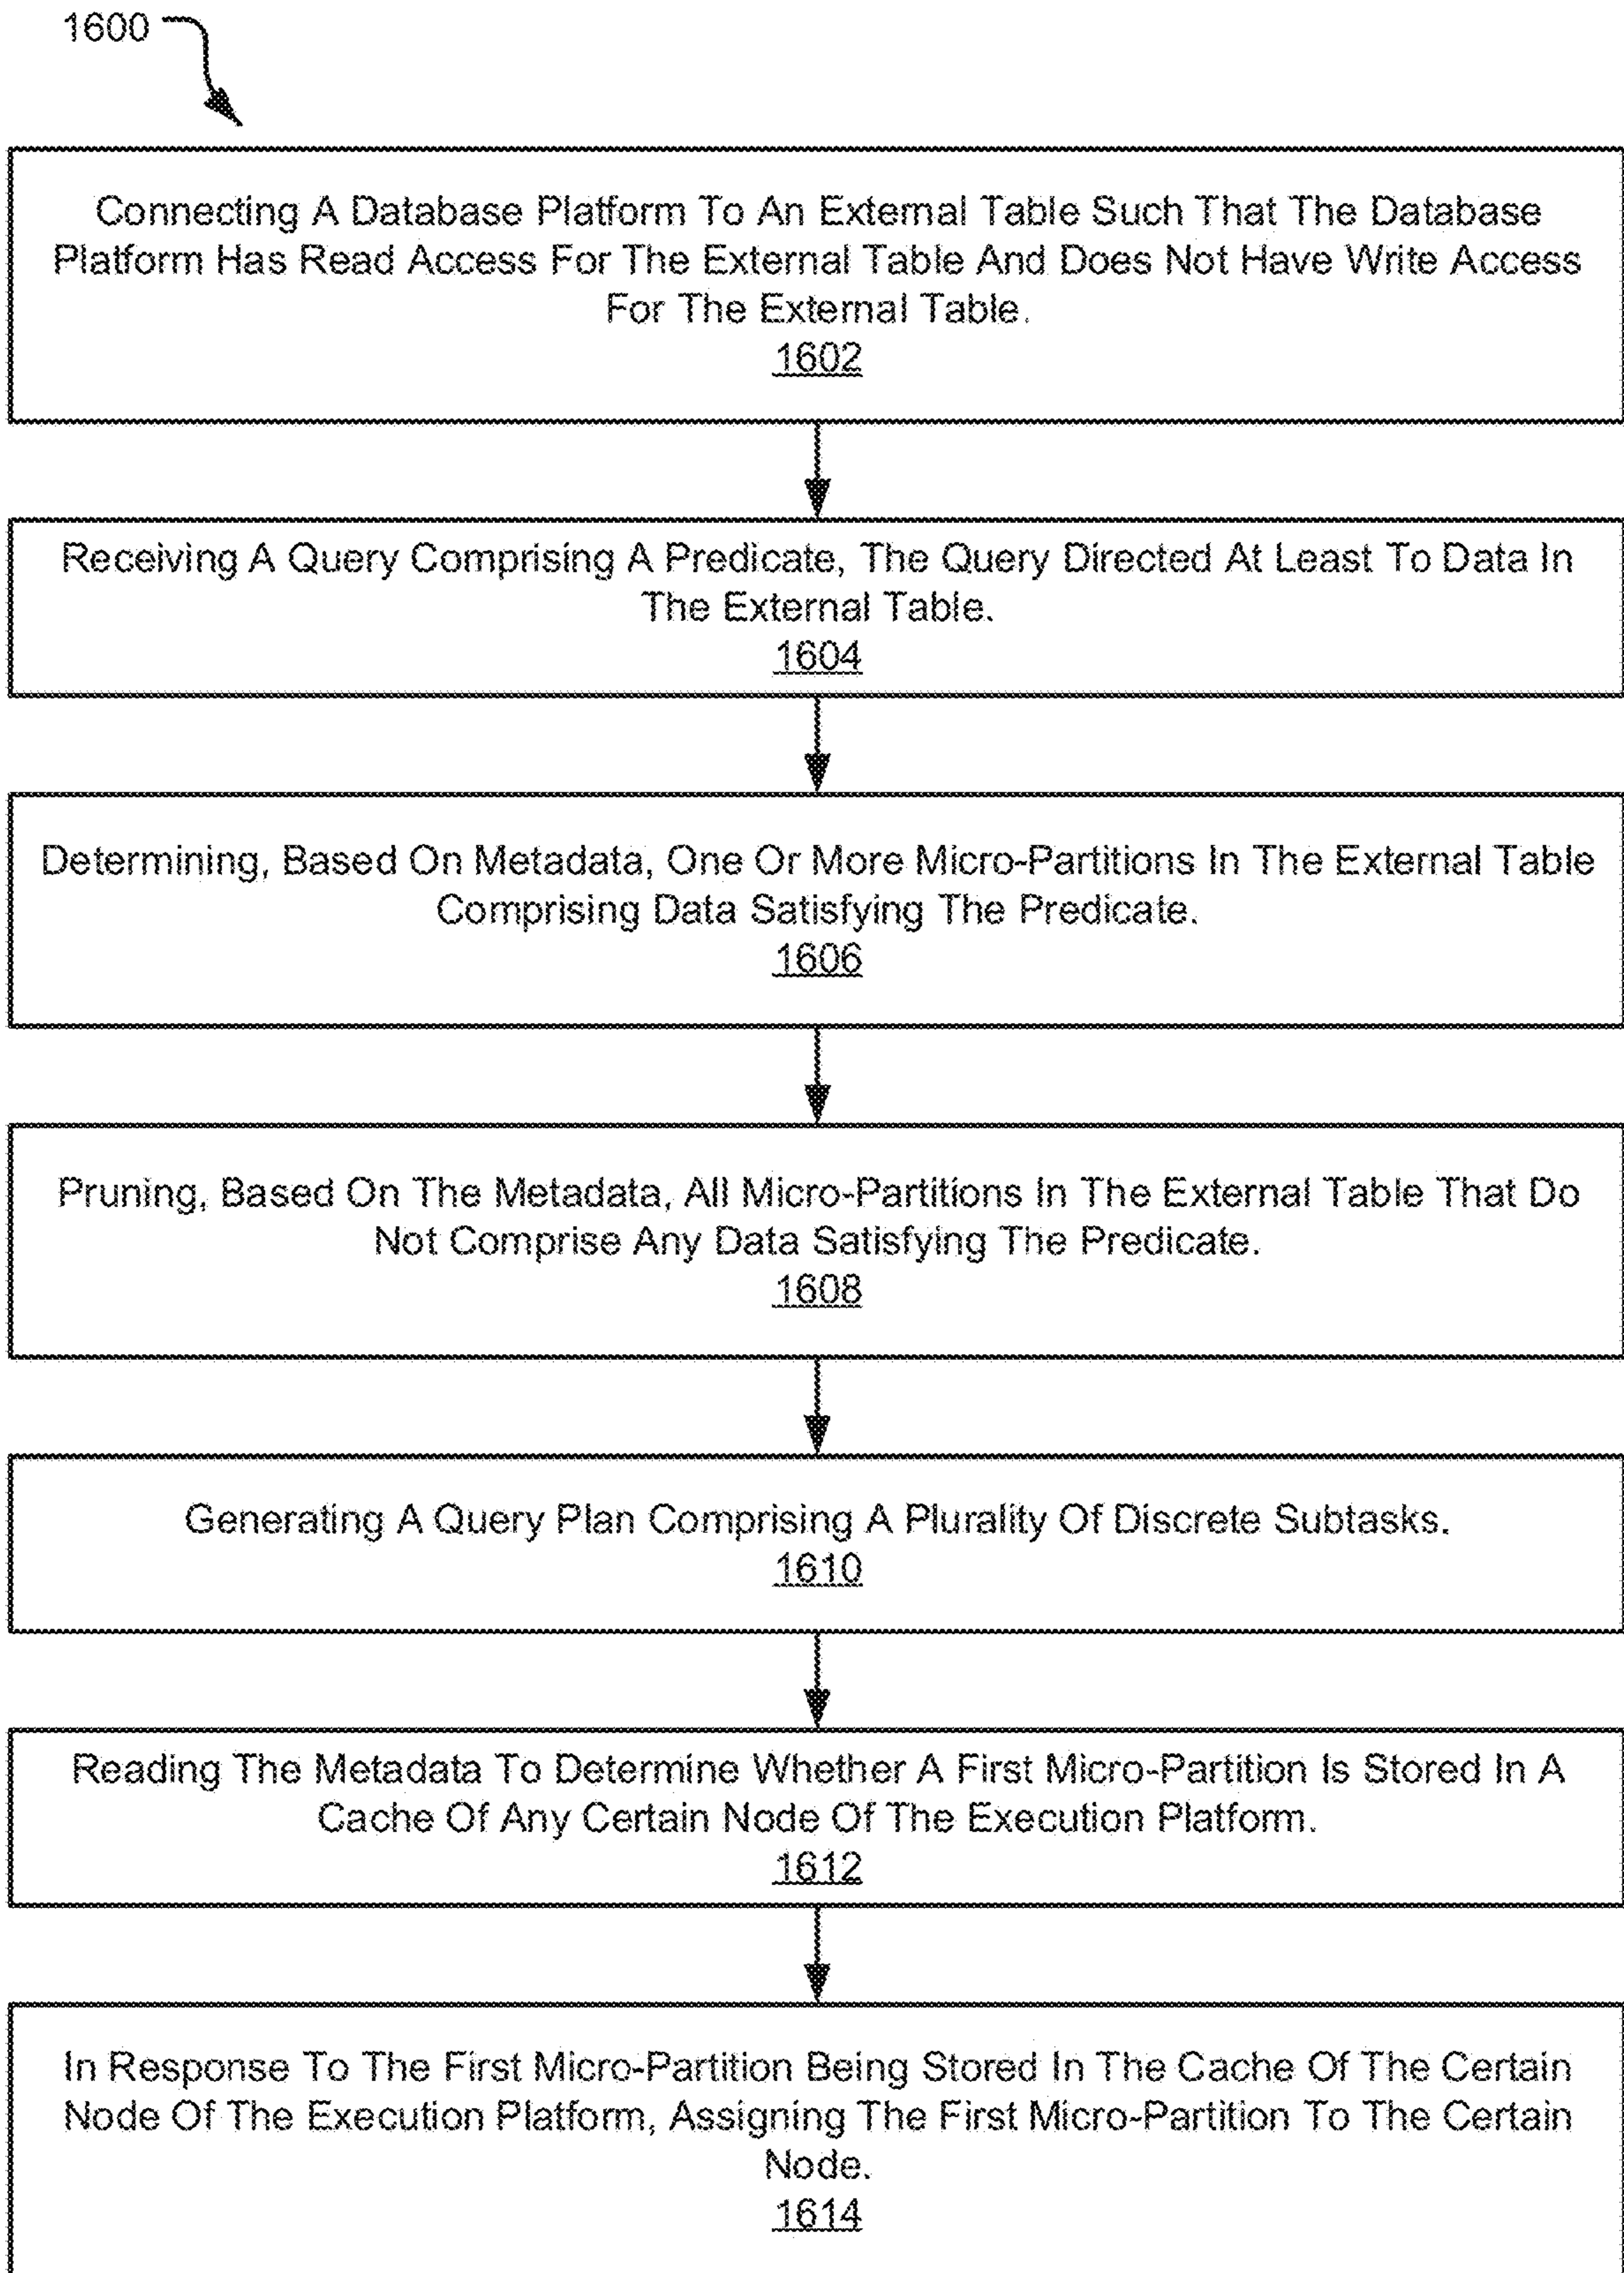 1600
Connecting A Database Platform To An External Table Such That The Database
Platform Has Read Access For The External Table And Does Not Have Write Access
For The External Table.
1602
Receiving A Query Comprising A Predicate, The Query Directed At Least To Data In
The External Table.
1604
Determining, Based On Metadata, One Or More Micro-Partitions In The External Table
Comprising Data Satisfying The Predicate.
1606
Pruning, Based On The Metadata, All Micro-Partitions In The External Table That Do
Not Comprise Any Data Satisfying The Predicate.
1608
Generating A Query Plan Comprising A Plurality Of Discrete Subtasks.
1610
Reading The Metadata To Determine Whether A First Micro-Partition Is Stored In A
Cache Of Any Certain Node Of The Execution Platform.
1612
In Response To The First Micro-Partition Being Stored In The Cache Of The Certain
Node Of The Execution Platform, Assigning The First Micro-Partition To The Certain
Node.
1614